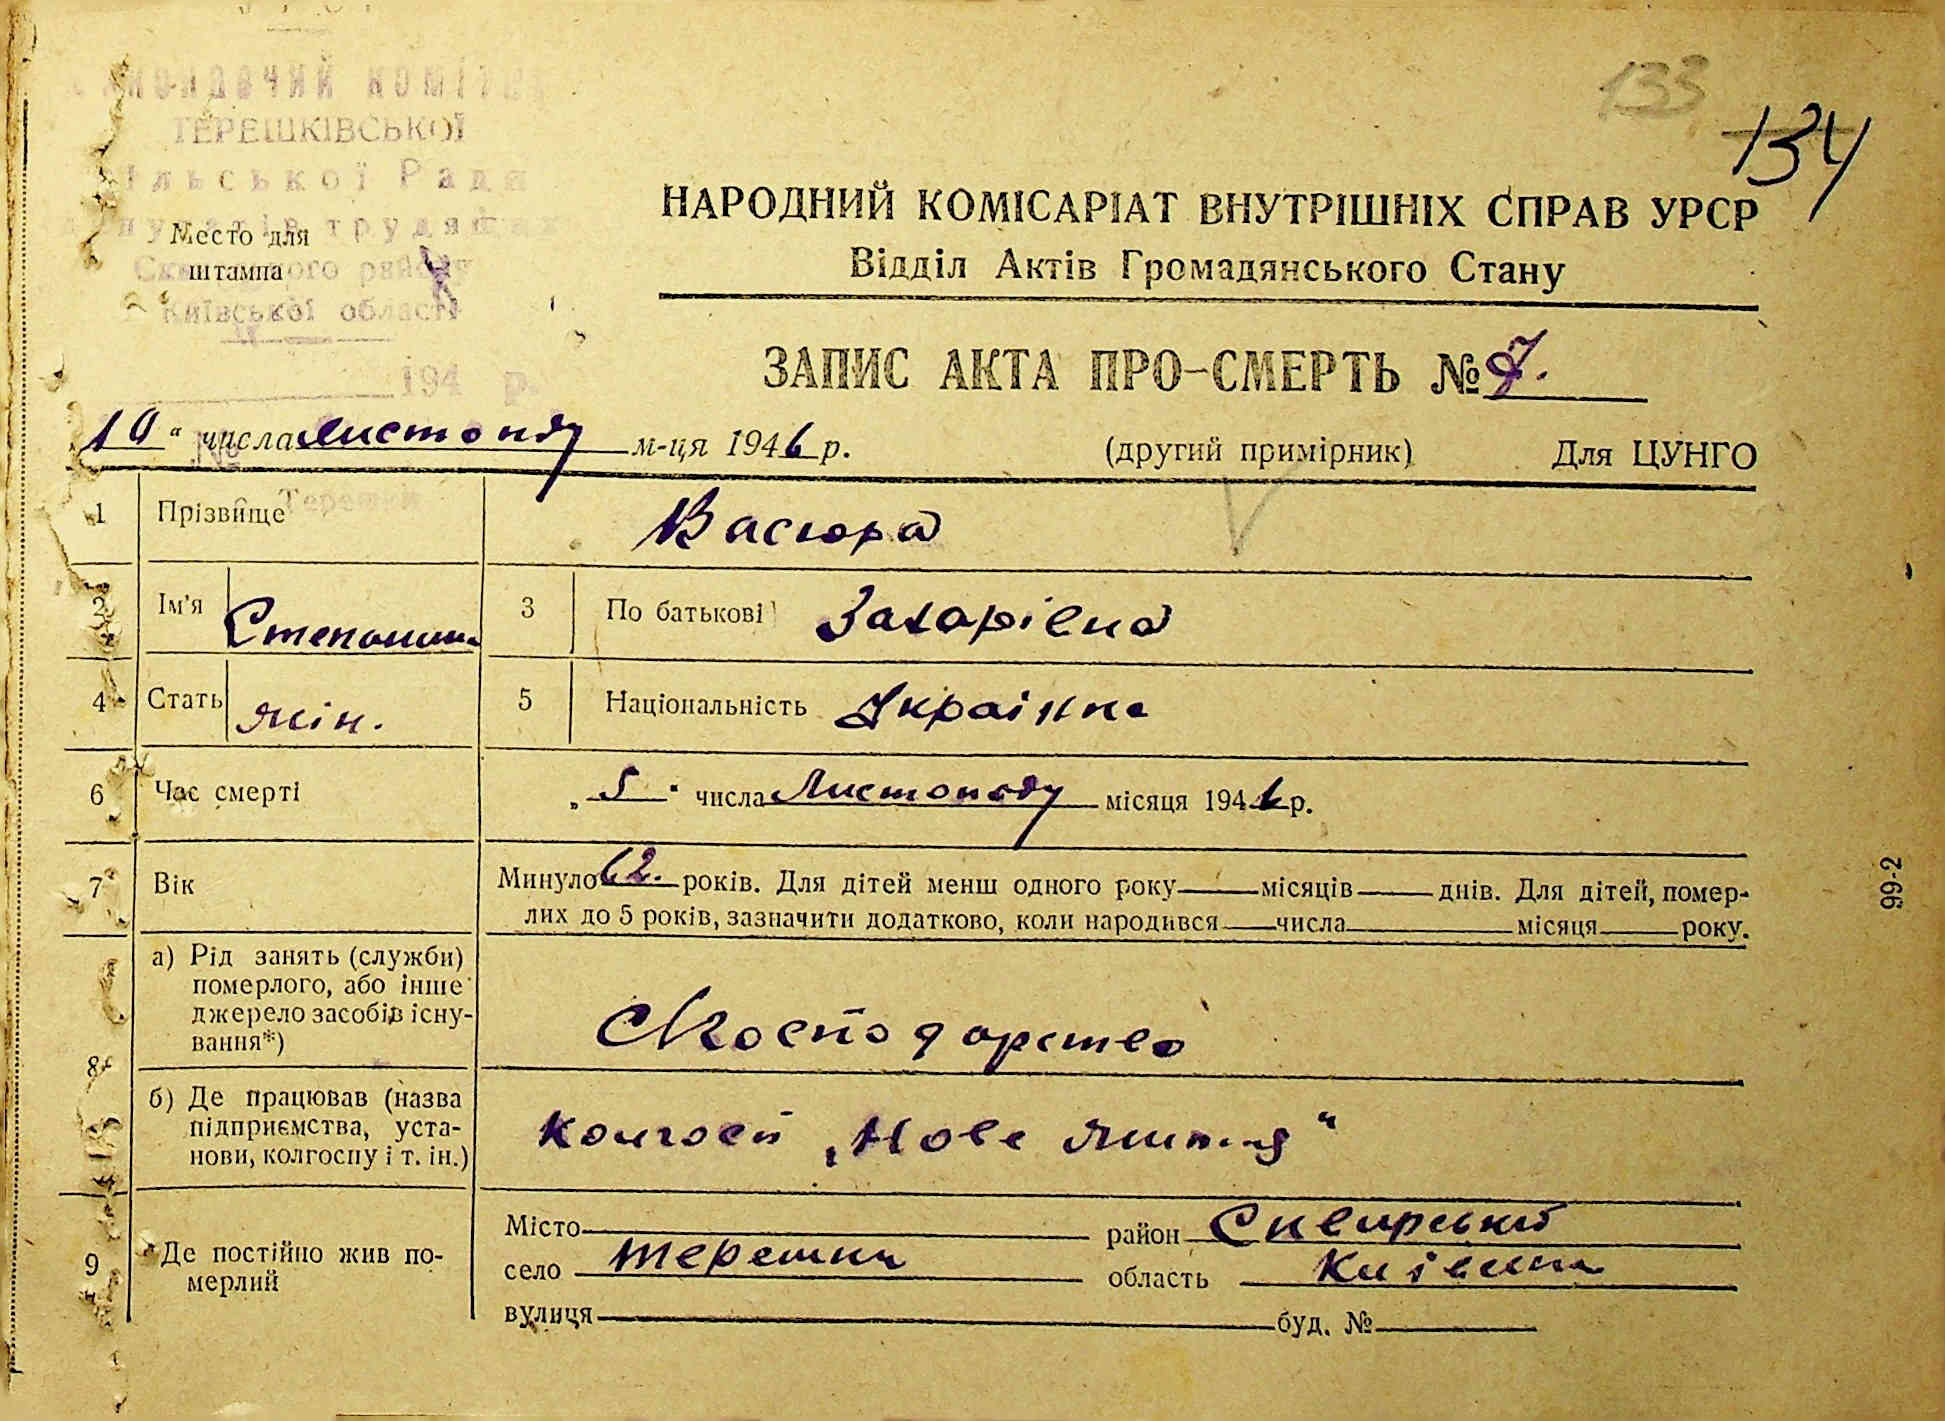 ТЕРЕШКІВСЬКОЇ
Київської області
194 р.
133
134
Место для
штампа
НАРОДНИЙ КОМІСАРІАТ ВНУТРІШНІХ СПРАВ УРСР
Відділ Актів Громадянського Стану
ЗАПИС АКТА ПРО-СМЕРТЬ №
числа листопаду м-ця 1946 р.
(другий примірник) Для ЦУНГО
1 Прізвище Васюра
2 Ім'я 3 По батькові Захарівна
4 Стать жін. 5 Національність Українка
6 Час смерті „5" числа Листопаду місяця 1946 р.
7 Вік Минуло 62. років. Для дітей менш одного року місяців днів. Для дітей, помер-
лих до 5 років, зазначити додатково, коли народився числа місяця року.
8 а) Рід занять (служби)
померлого, або інше
джерело засобів існу-
вання*)
б) Де працював (назва
підприємства, уста-
нови, колгоспу і т. ін.)
колгосп „Нове життя"
9 Де постійно жив по-
мерлий
Місто район Сквирський
село Терешки область Київська
вулиця буд. №
99-2